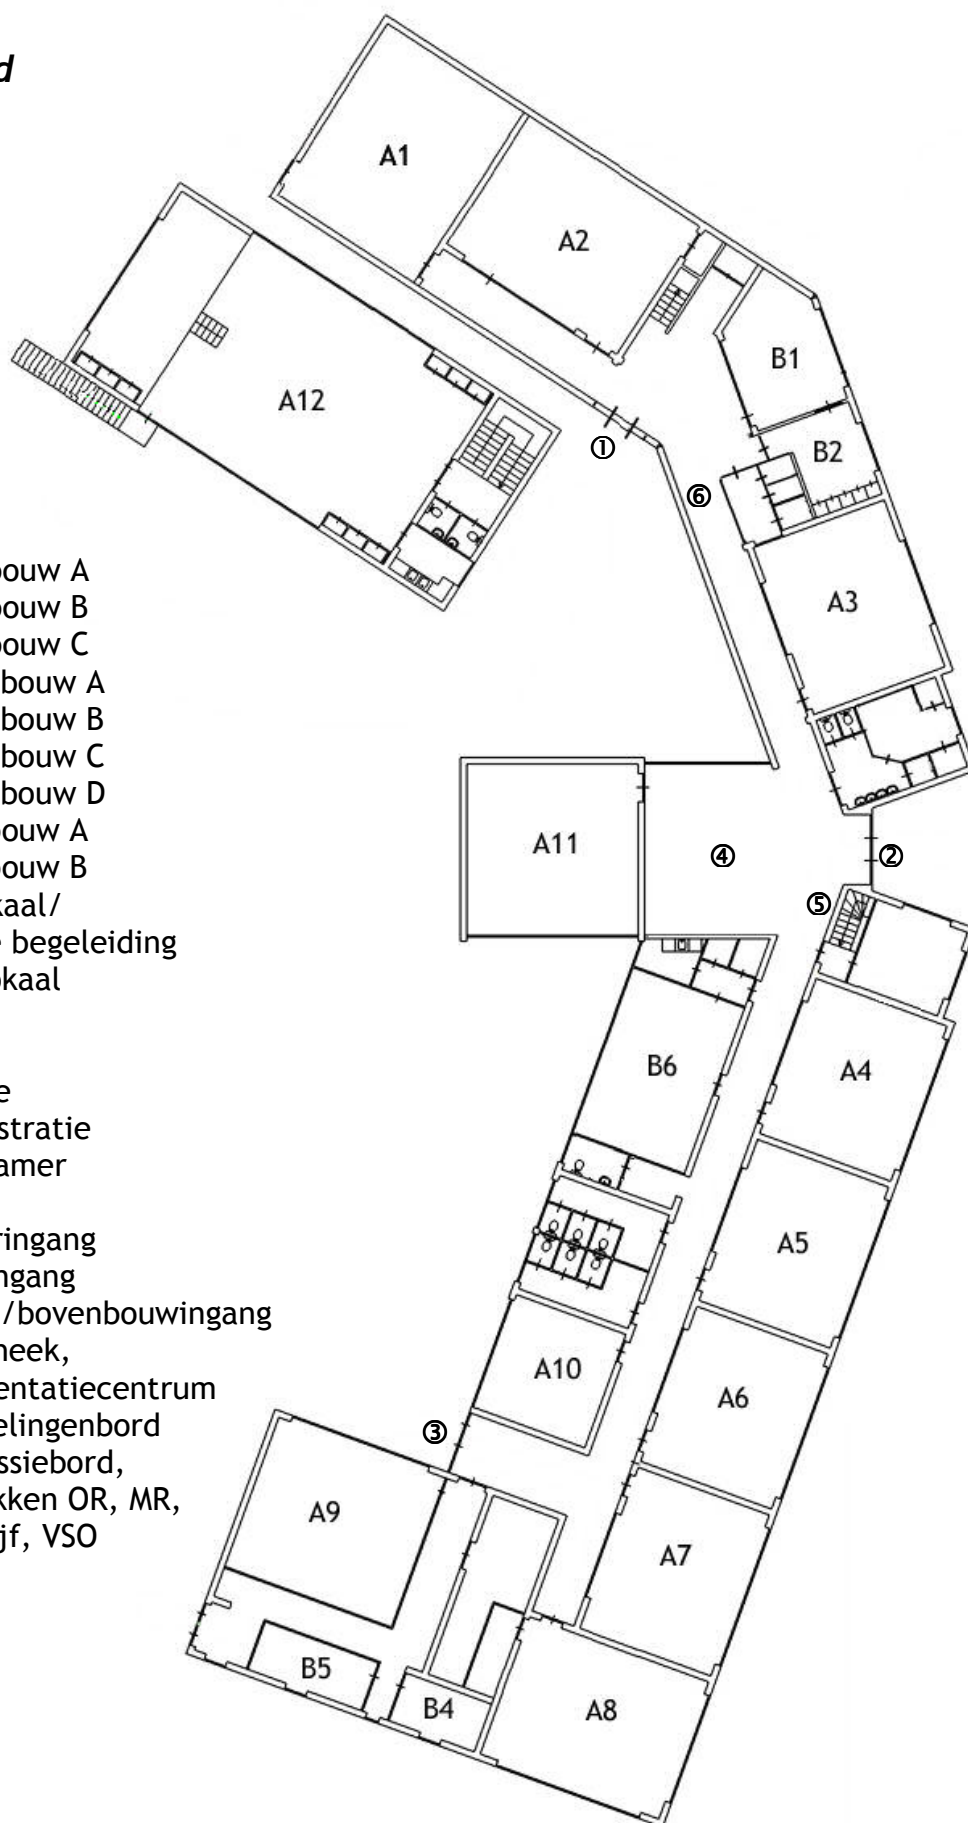 d
A1
A2
B1
A12
B2
①
⑥
bouw A
bouw B
A3
bouw C
bouw A
bouw B
bouw C
bouw D
bouw A
A11
④
②
bouw B
kaal/
⑤
e begeleiding
okaal
B6
A4
e
stratie
amer
ringang
A5
ngang
/bovenbouwingang
heek,
A10
entatiecentrum
A6
elingenbord
③
ssiebord,
kken OR, MR,
A9
ijf, VSO
A7
B5
B4
A8